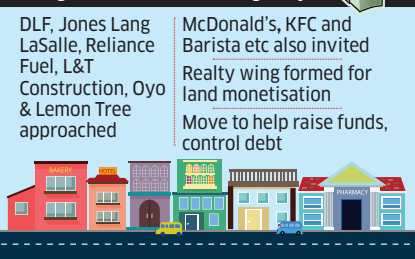 DLF, Jones Lang
LaSalle, Reliance
Fuel, L&T
Construction, Oyo
& Lemon Tree
approached
McDonald's, KFC and
Barista etc also invited
Realty wing formed for
land monetisation
Move to help raise funds,
control debt
BAKERY
HOTEL
PHARMACY